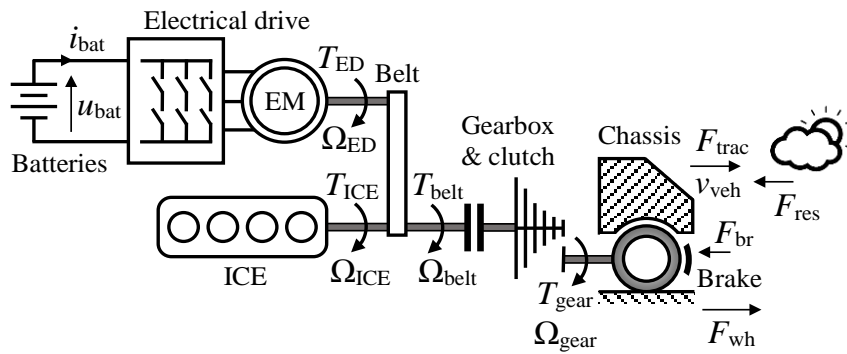 Electrical drive
i_bat
T_ED
Belt
EM
u_bat
Ω_ED
Batteries
Gearbox
& clutch
Chassis
F_trac
v_veh
F_res
T_ICE
T_belt
F_br
ICE
Ω_ICE
Ω_belt
T_gear
Brake
Ω_gear
F_wh